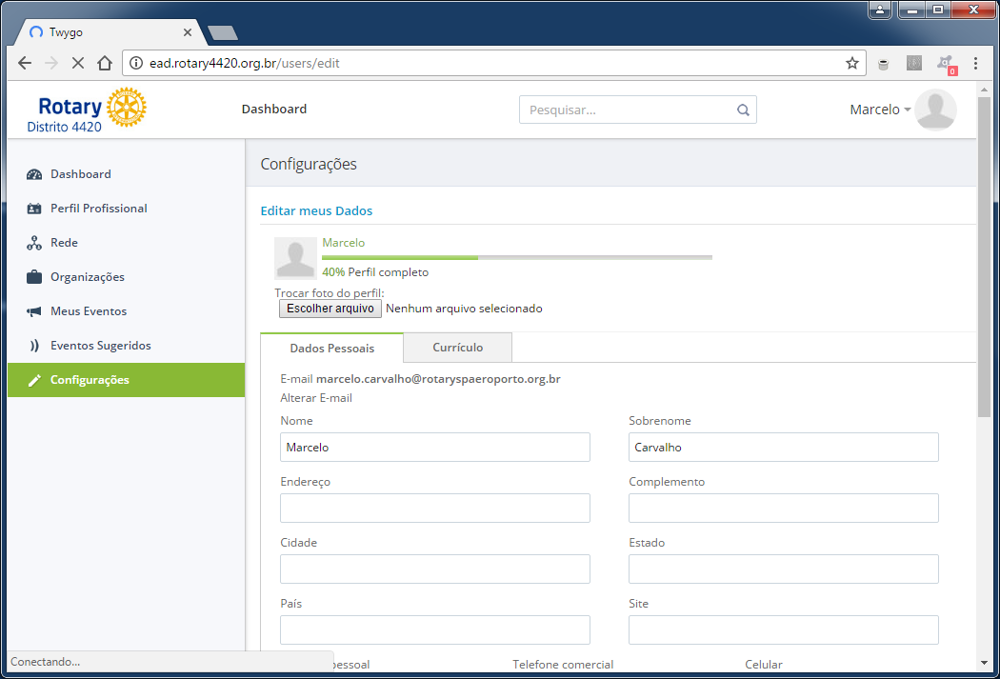 Twygo
ead.rotary4420.org.br/users/edit
0
Rotary
Distrito 4420
Dashboard
Pesquisar...
Marcelo
Dashboard
Perfil Profissional
Rede
Organizações
Meus Eventos
Eventos Sugeridos
Configurações
Configurações
Editar meus Dados
Marcelo
40% Perfil completo
Trocar foto do perfil:
Escolher arquivo Nenhum arquivo selecionado
Dados Pessoais Currículo
E-mail marcelo.carvalho@rotaryspaeroporto.org.br
Alterar E-mail
Nome Sobrenome
Marcelo Carvalho
Endereço Complemento
Cidade Estado
País Site
pessoal Telefone comercial Celular
Conectando...